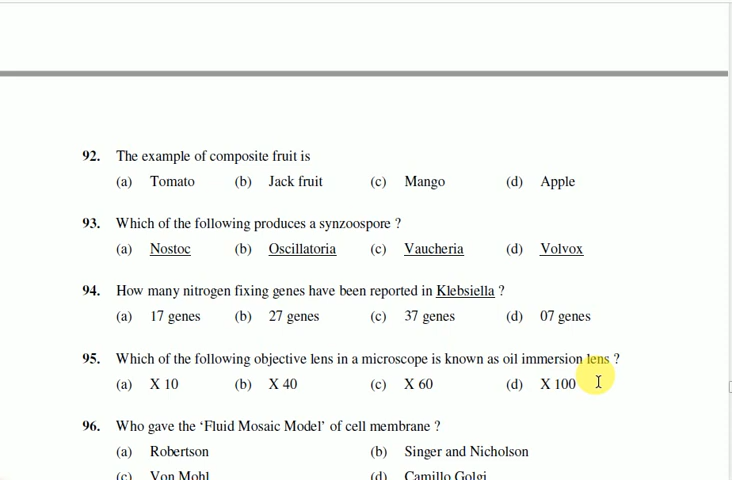 92. The example of composite fruit is
(a) Tomato (b) Jack fruit (c) Mango (d) Apple
93. Which of the following produces a synzoospore ?
(a) Nostoc (b) Oscillatoria (c) Vaucheria (d) Volvox
94. How many nitrogen fixing genes have been reported in Klebsiella ?
(a) 17 genes (b) 27 genes (c) 37 genes (d) 07 genes
95. Which of the following objective lens in a microscope is known as oil immersion lens ?
(a) X 10 (b) X 40 (c) X 60 (d) X 100
96. Who gave the ‘Fluid Mosaic Model’ of cell membrane ?
(a) Robertson (b) Singer and Nicholson
(c) Von Mohl (d) Camillo Golgi